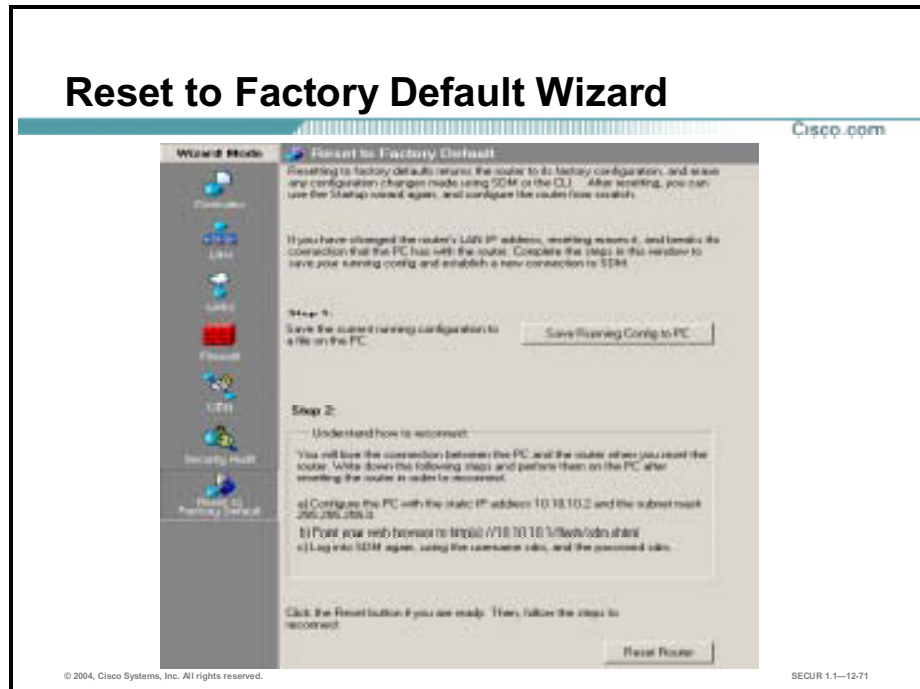 Reset to Factory Default Wizard
Cisco.com
Wizard Mode
Reset to Factory Default
Resetting to factory defaults returns the router to its factory configuration, and erase
any configuration changes made using SDM or the CLI. After resetting, you can
use the Startup wizard again, and configure the router from scratch.
Overview
LAN
If you have changed the router's LAN IP address, resetting erases it, and breaks the
connection that the PC has with the router. Complete the steps in this window to
save your running config and establish a new connection to SDM.
Step 1:
Save the current running configuration to
a file on the PC.
Save Running Config to PC
Firewall
VPN
Security Audit
Reset to
Factory Default
Step 2:
Understand how to reconnect
You will lose the connection between the PC and the router when you reset the
router. Write down the following steps and perform them on the PC after
resetting the router in order to reconnect.
a) Configure the PC with the static IP address 10.10.10.2 and the subnet mask
255.255.255.0
b) Point your web browser to http(s)://10.10.10.1/flash/sdm.shtml
c) Log into SDM again, using the username sdm, and the password sdm.
Click the Reset button if you are ready. Then, follow the steps to
reconnect
Reset Router
© 2004, Cisco Systems, Inc. All rights reserved.
SECUR 1.1—12-71